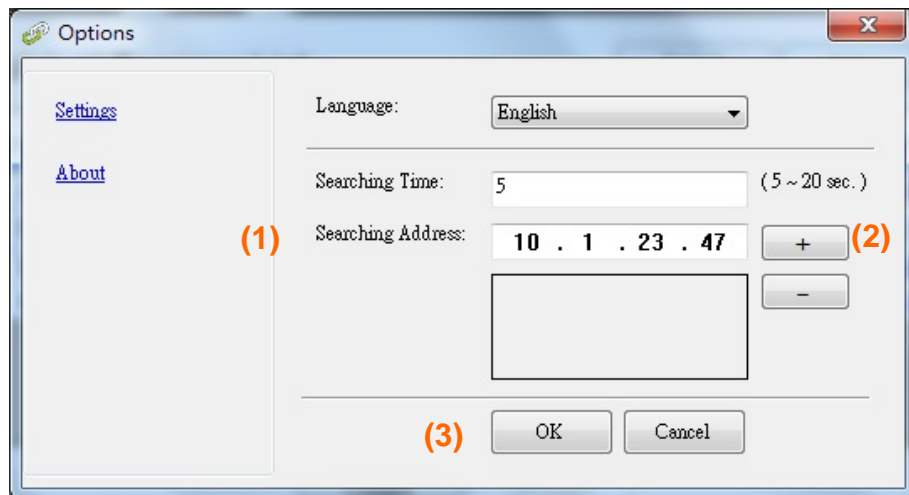 Options
x
Settings
About
Language: English
Searching Time: 5 (5~20 sec.)
(1) Searching Address: 10 . 1 . 23 . 47 + (2)
-
(3) OK Cancel